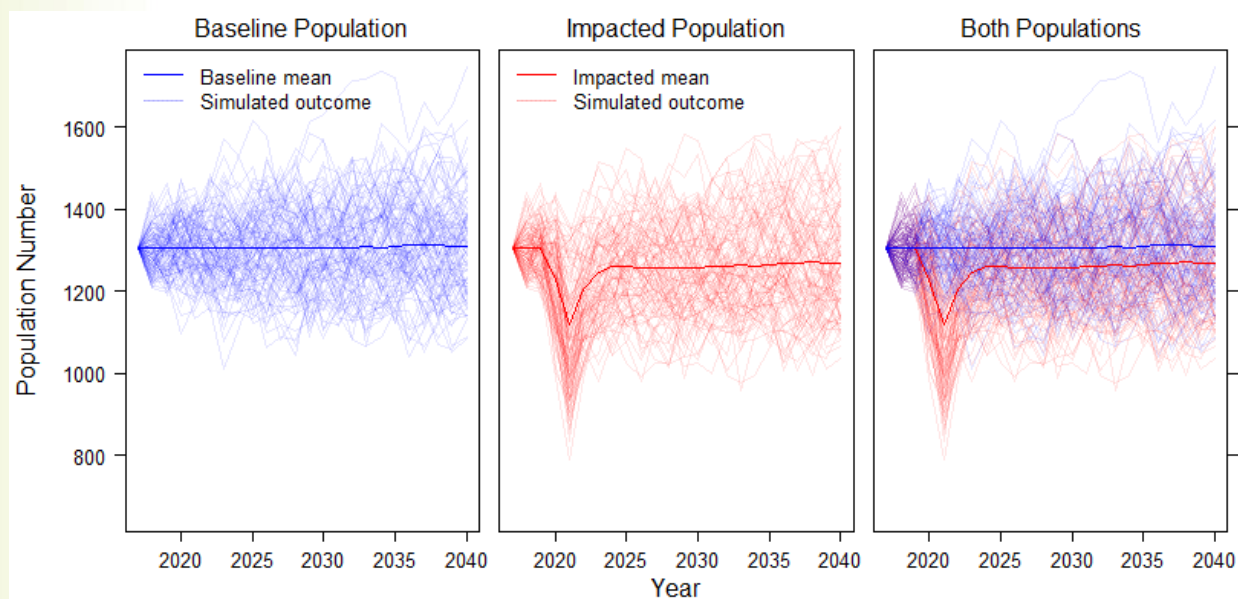 Baseline Population
Impacted Population
Both Populations
Baseline mean
Simulated outcome
Impacted mean
Simulated outcome
Population Number
1600
1400
1200
1000
800
2020 2025 2030 2035 2040
2020 2025 2030 2035 2040
2020 2025 2030 2035 2040
Year